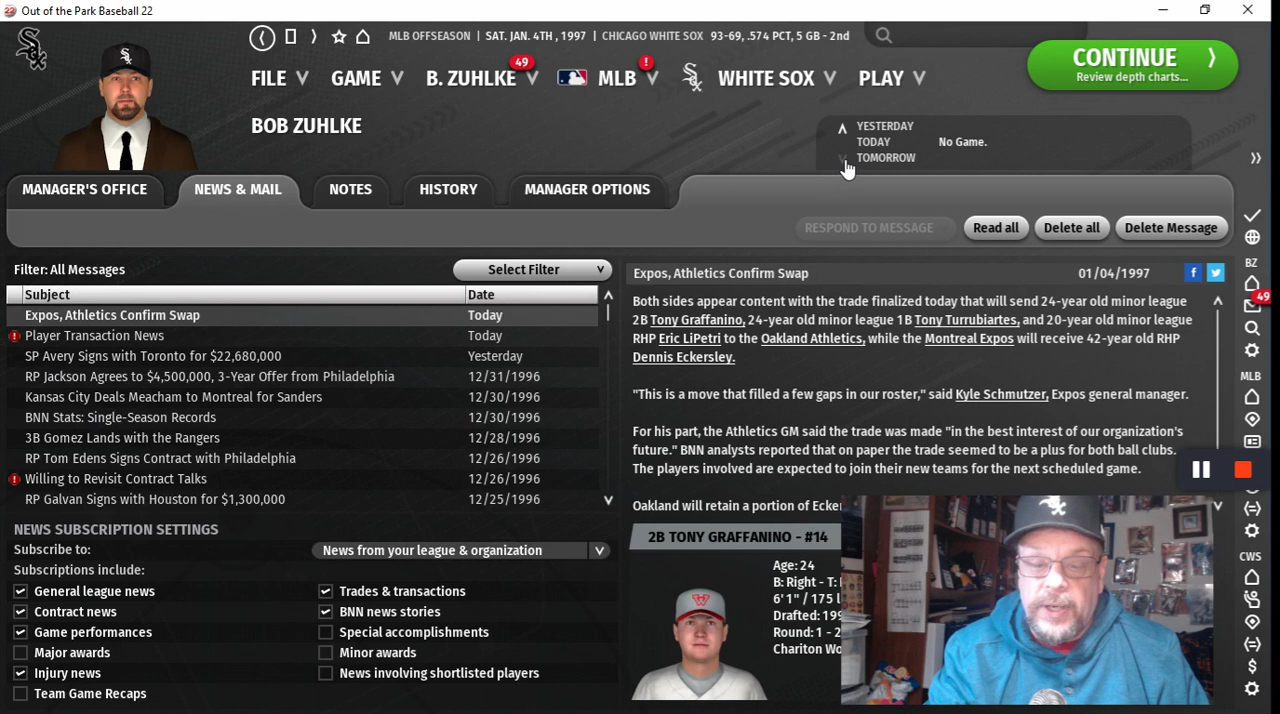 Out of the Park Baseball 22
MLB OFFSEASON | SAT. JAN. 4TH , 1997 | CHICAGO WHITE SOX 93-69, .574 PCT, 5 GB - 2nd
FILE GAME B. ZUHLKE 49 MLB ! WHITE SOX PLAY
CONTINUE
Review depth charts...
BOB ZUHLKE
YESTERDAY
TODAY No Game.
TOMORROW
MANAGER'S OFFICE NEWS & MAIL NOTES HISTORY MANAGER OPTIONS
RESPOND TO MESSAGE Read all Delete all Delete Message
Filter: All Messages Select Filter
Subject Date
Expos, Athletics Confirm Swap Today
Player Transaction News Today
SP Avery Signs with Toronto for $22,680,000 Yesterday
RP Jackson Agrees to $4,500,000, 3-Year Offer from Philadelphia 12/31/1996
Kansas City Deals Meacham to Montreal for Sanders 12/30/1996
BNN Stats: Single-Season Records 12/30/1996
3B Gomez Lands with the Rangers 12/28/1996
RP Tom Edens Signs Contract with Philadelphia 12/26/1996
Willing to Revisit Contract Talks 12/26/1996
RP Galvan Signs with Houston for $1,300,000 12/25/1996
NEWS SUBSCRIPTION SETTINGS
Subscribe to: News from your league & organization
Subscriptions include:
General league news Trades & transactions
Contract news BNN news stories
Game performances Special accomplishments
Major awards Minor awards
Injury news News involving shortlisted players
Team Game Recaps
Expos, Athletics Confirm Swap 01/04/1997
Both sides appear content with the trade finalized today that will send 24-year old minor league
2B Tony Graffanino, 24-year old minor league 1B Tony Turrubiartes, and 20-year old minor league
RHP Eric LiPetri to the Oakland Athletics, while the Montreal Expos will receive 42-year old RHP
Dennis Eckersley.
"This is a move that filled a few gaps in our roster," said Kyle Schmutzer, Expos general manager.
For his part, the Athletics GM said the trade was made "in the best interest of our organization's
future." BNN analysts reported that on paper the trade seemed to be a plus for both ball clubs.
The players involved are expected to join their new teams for the next scheduled game.
Oakland will retain a portion of Ecker
2B TONY GRAFFANINO - #14
Age: 24
B: Right - T:
6' 1" / 175 l
Drafted: 199
Round: 1 - 2
Chariton Wo
BZ
49
MLB
CWS